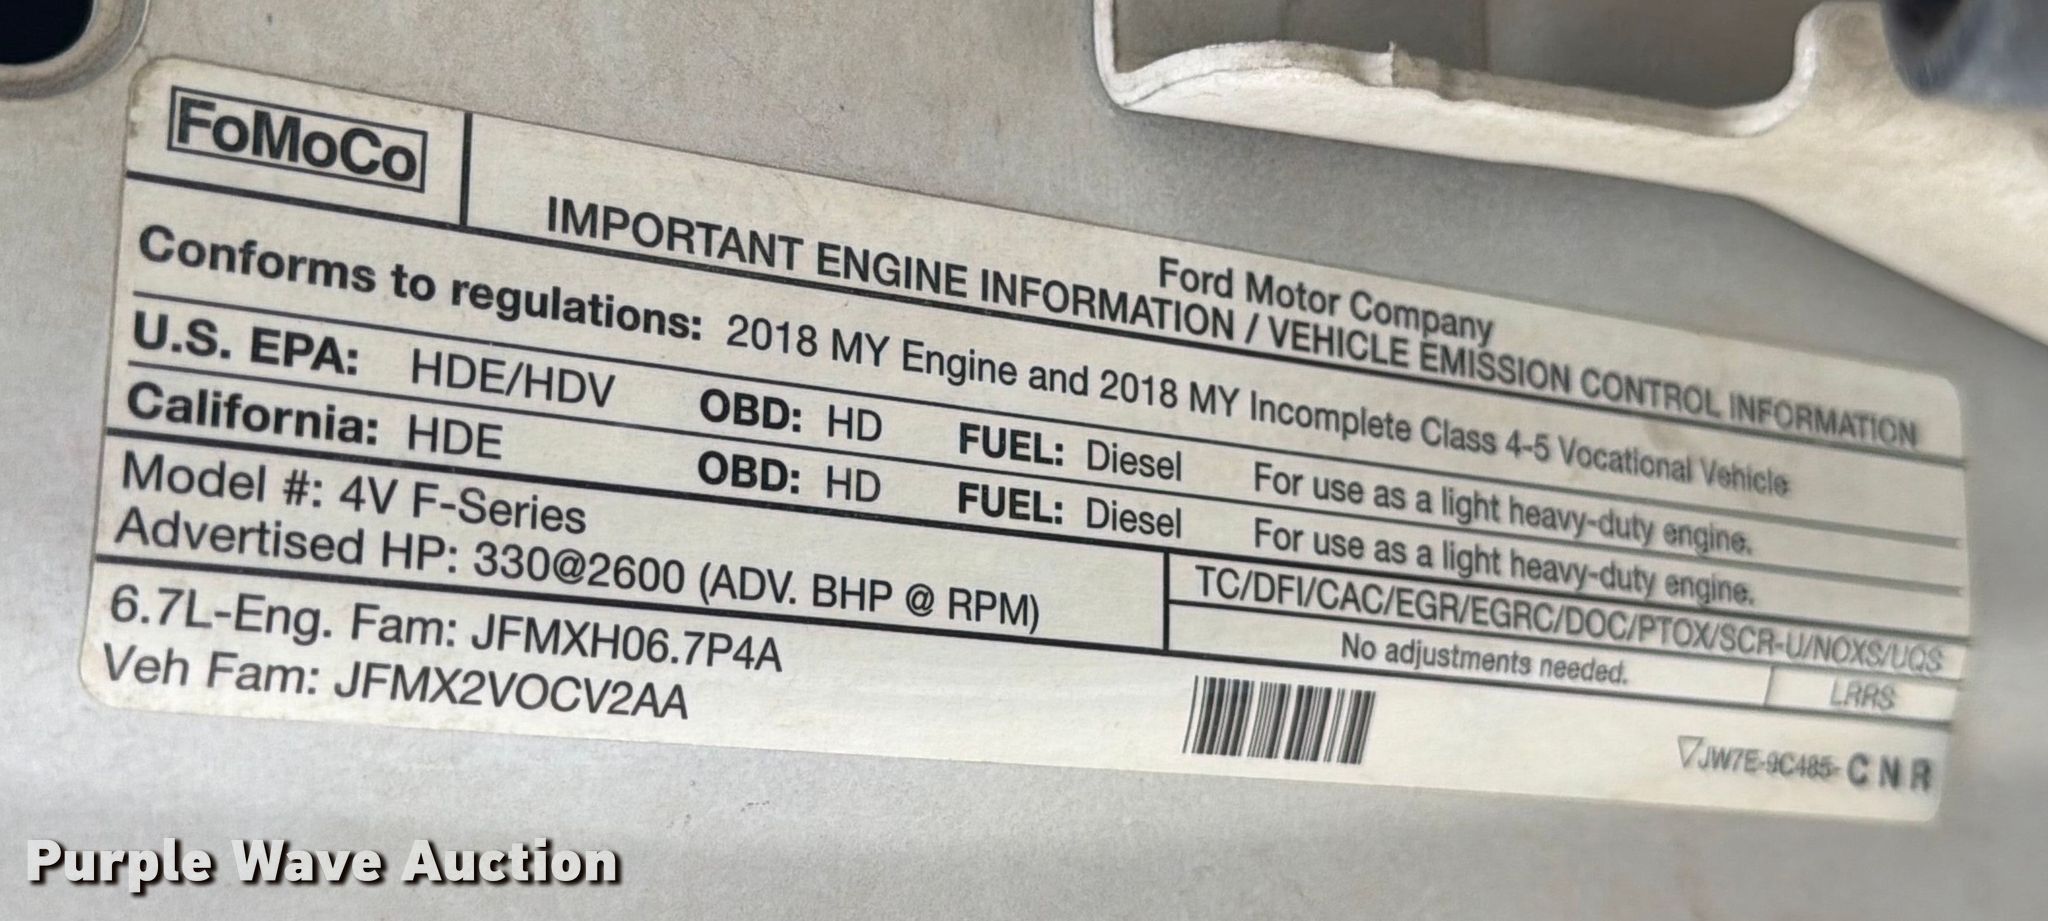 FoMoCo
Ford Motor Company
IMPORTANT ENGINE INFORMATION / VEHICLE EMISSION CONTROL INFORMATION
Conforms to regulations: 2018 MY Engine and 2018 MY Incomplete Class 4-5 Vocational Vehicle
U.S. EPA: HDE/HDV OBD: HD FUEL: Diesel For use as a light heavy-duty engine.
California: HDE OBD: HD FUEL: Diesel For use as a light heavy-duty engine.
Model #: 4V F-Series
Advertised HP: 330@2600 (ADV. BHP @ RPM)
TC/DFI/CAC/EGR/EGRC/DOC/PTOX/SCR-U/NOXS/UQS
No adjustments needed.
LRRS
6.7L-Eng. Fam: JFMXH06.7P4A
Veh Fam: JFMX2VOCV2AA
JW7E-9C485- C N R
Purple Wave Auction